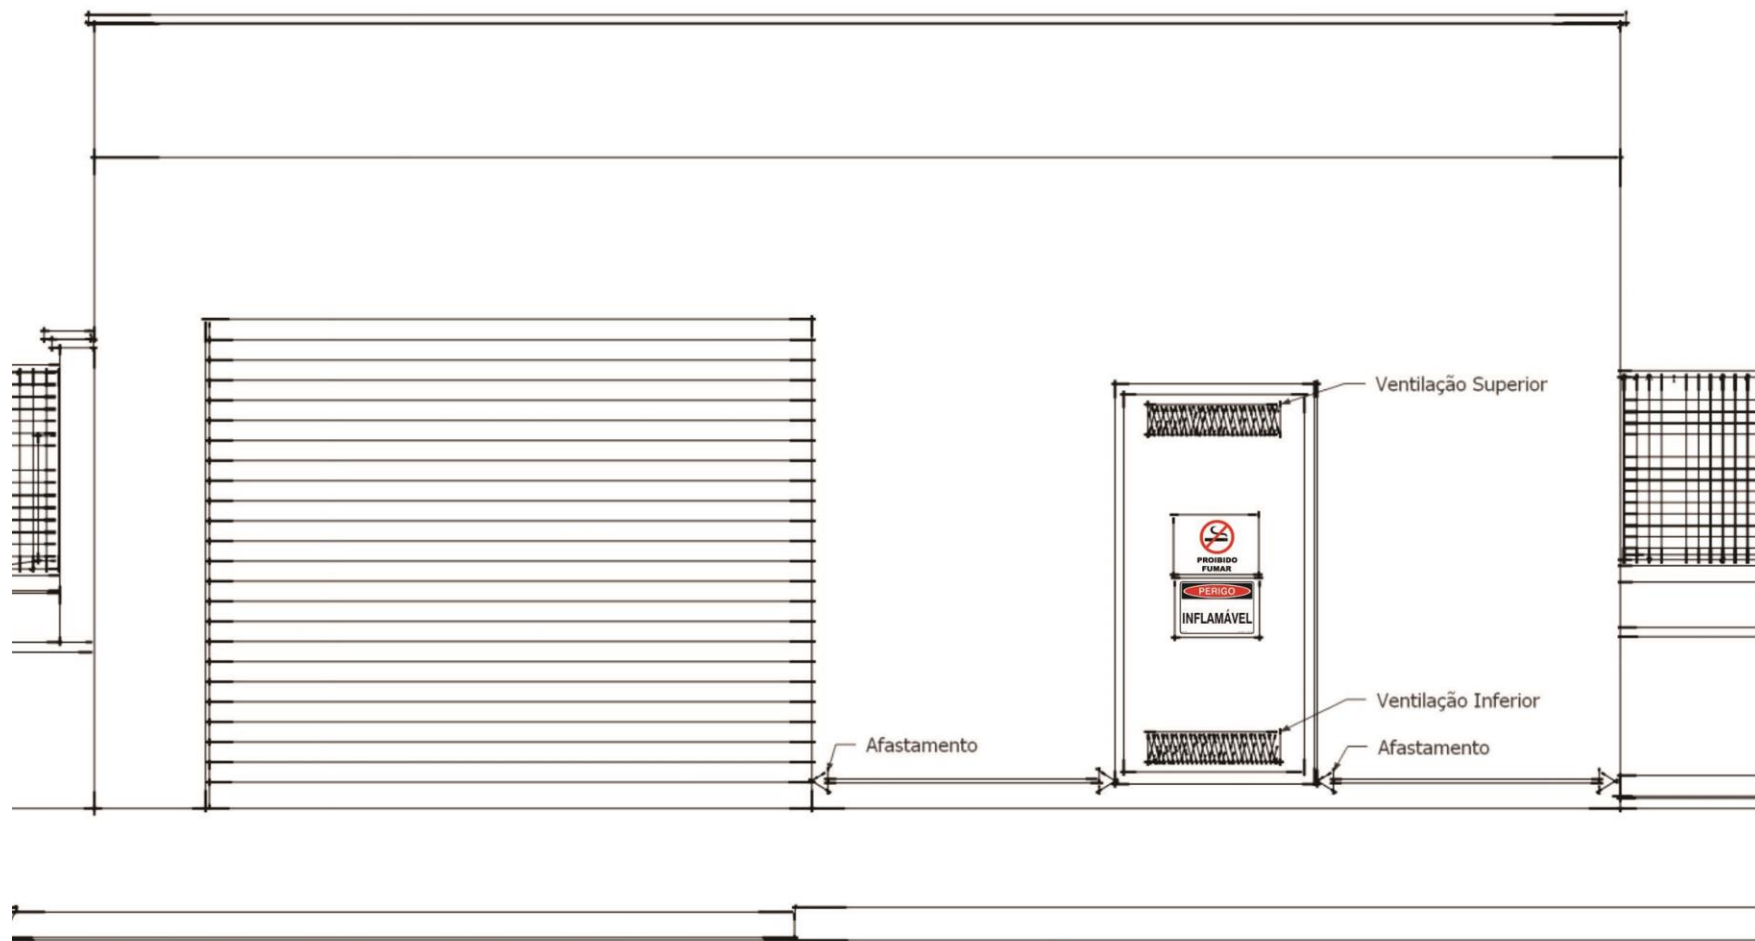 Ventilação Superior
PROIBIDO
FUMAR
PERIGO
INFLAMÁVEL
Ventilação Inferior
Afastamento
Afastamento